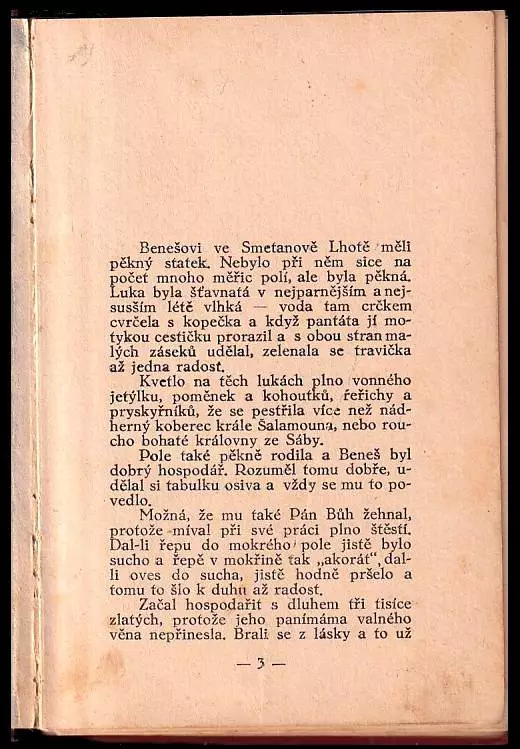 Benešovi ve Smetanově Lhotě měli
pěkný statek. Nebylo při něm sice na
počet mnoho měřic polí, ale byla pěkná.
Luka byla šťavnatá v nejparnějším a nej-
susším létě vlhká — voda tam crčkem
cvrčela s kopečka a když pantáta jí mo-
tykou cestičku prorazil a s obou stran ma-
lých záseků udělal, zelenala se travička
až jedna radost.
Kvetlo na těch lukách plno vonného
jetýlku, poměnek a kohoutků, řeřichy a
pryskyřníků, že se pestřila více než nád-
herný koberec krále Šalamouna, nebo rou-
cho bohaté královny ze Sáby.
Pole také pěkně rodila a Beneš byl
dobrý hospodář. Rozuměl tomu dobře, u-
dělal si tabulku osiva a vždy se mu to po-
vedlo.
Možná, že mu také Pán Bůh žehnal,
protože míval při své práci plno štěstí.
Dal-li řepu do mokrého pole jistě bylo
sucho a řepě v mokřině tak „akorát", dal-
li oves do sucha, jistě hodně pršelo a
tomu to šlo k duhu až radost.
Začal hospodařit s dluhem tři tisíce
zlatých, protože jeho panímáma valného
věna nepřinesla. Brali se z lásky a to už
— 3 —